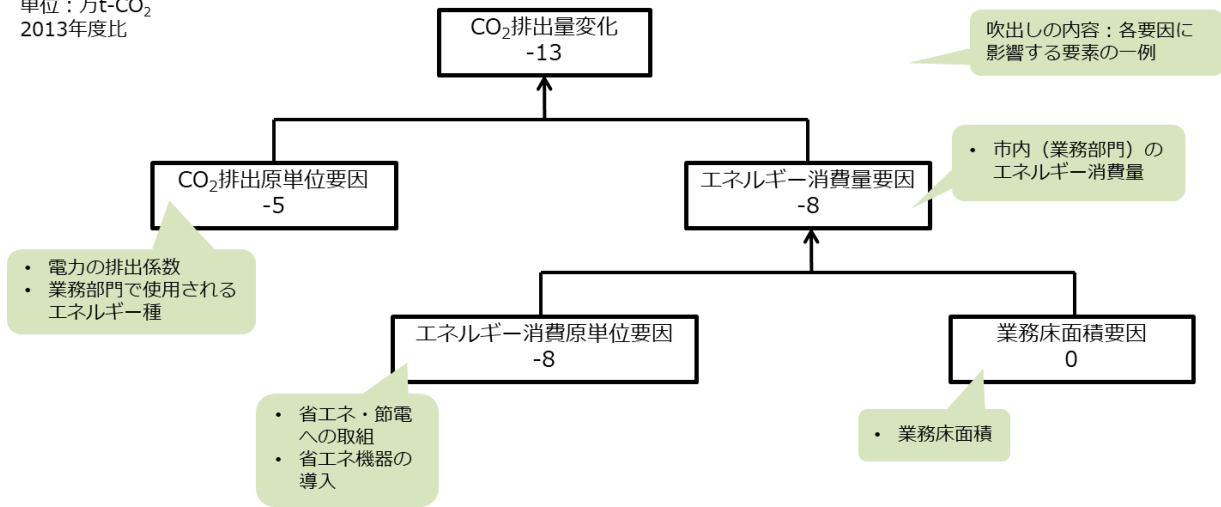 単位：万t-CO2
2013年度比
CO2排出量変化
-13
吹出しの内容：各要因に
影響する要素の一例
CO2排出原単位要因
-5
エネルギー消費量要因
-8
• 市内（業務部門）の
エネルギー消費量
• 電力の排出係数
• 業務部門で使用される
エネルギー種
エネルギー消費原単位要因
-8
業務床面積要因
0
• 省エネ・節電
への取組
• 省エネ機器の
導入
• 業務床面積